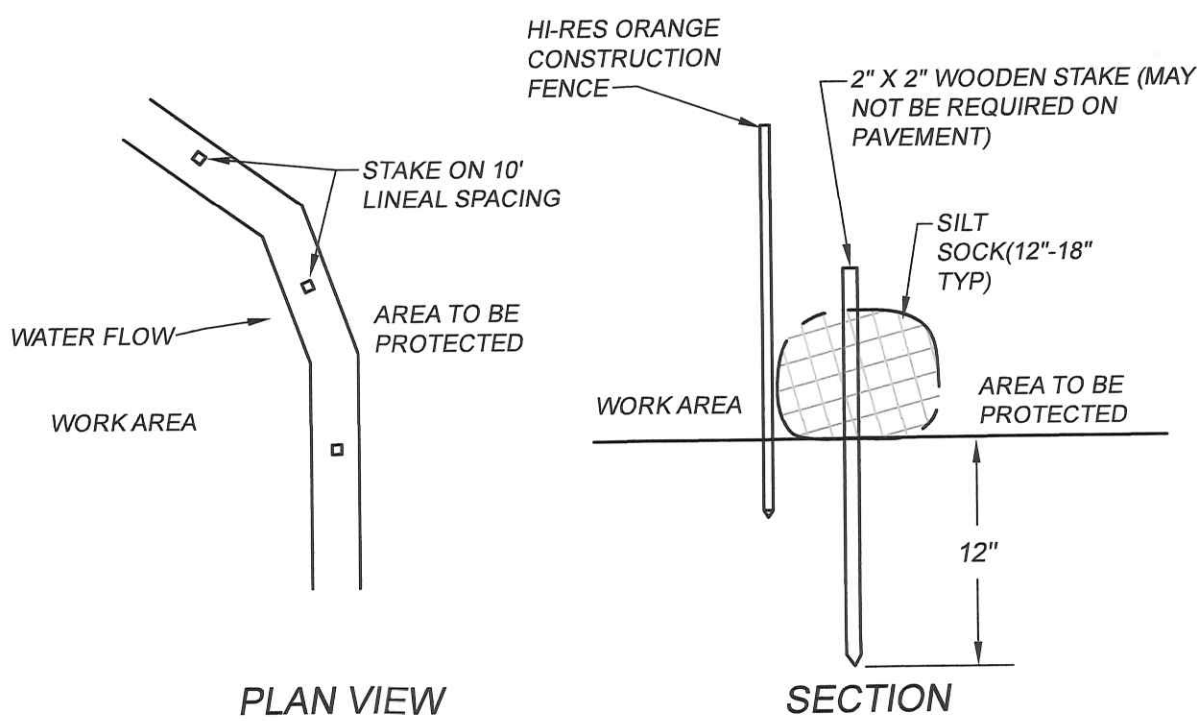 STAKE ON 10'
LINEAL SPACING
WATER FLOW
AREA TO BE
PROTECTED
WORK AREA
PLAN VIEW
HI-RES ORANGE
CONSTRUCTION
FENCE
2" X 2" WOODEN STAKE (MAY
NOT BE REQUIRED ON
PAVEMENT)
SILT
SOCK(12"-18"
TYP)
WORK AREA
AREA TO BE
PROTECTED
12"
SECTION